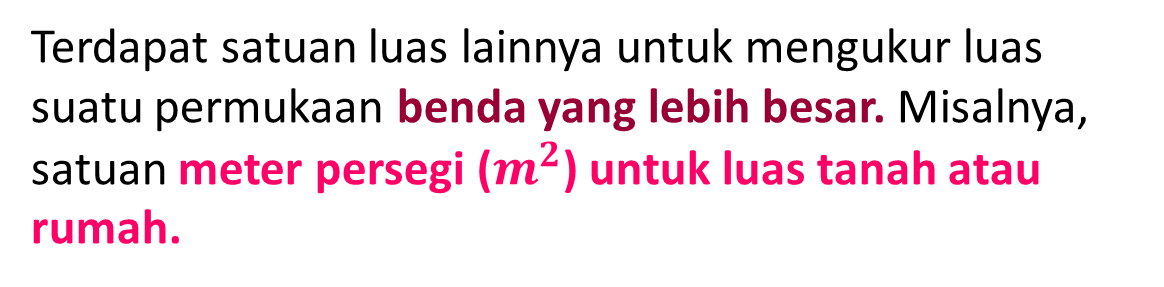 Terdapat satuan luas lainnya untuk mengukur luas
suatu permukaan benda yang lebih besar. Misalnya,
satuan meter persegi (m²) untuk luas tanah atau
rumah.